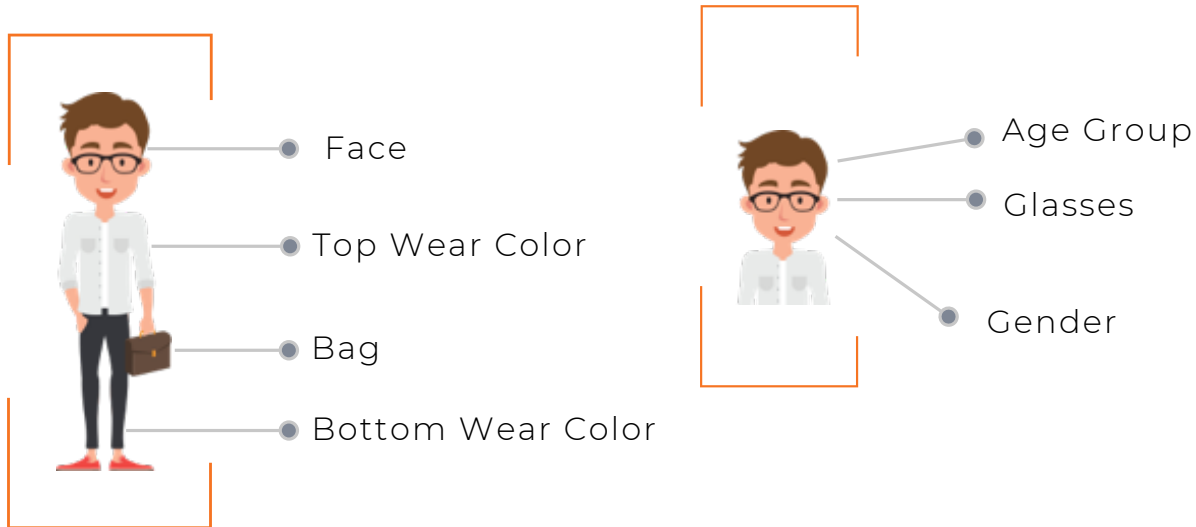 Face
Top Wear Color
Bag
Bottom Wear Color
Age Group
Glasses
Gender